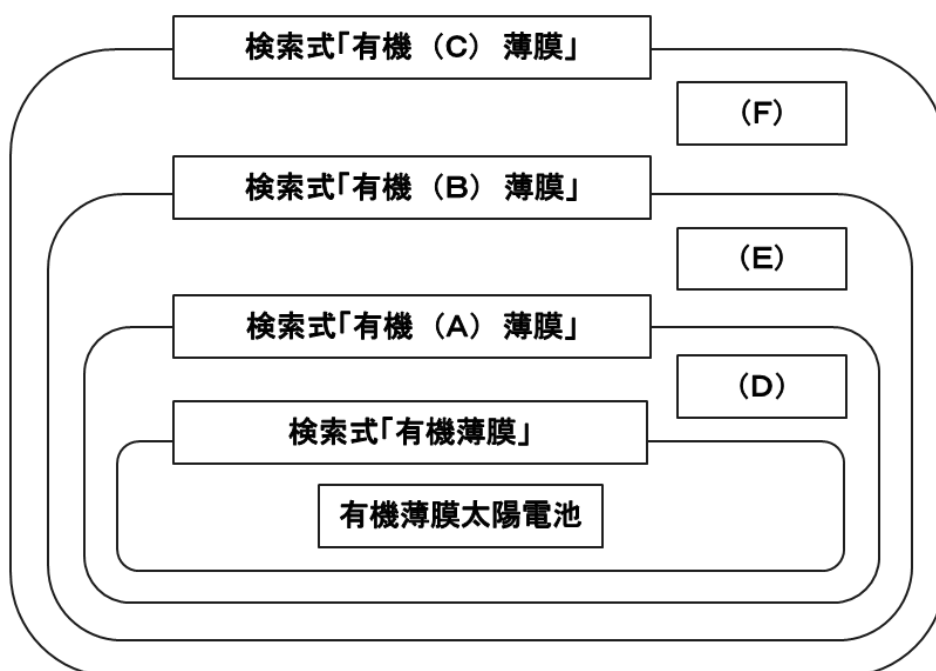 検索式「有機 (C) 薄膜」
(F)
検索式「有機 (B) 薄膜」
(E)
検索式「有機 (A) 薄膜」
(D)
検索式「有機薄膜」
有機薄膜太陽電池